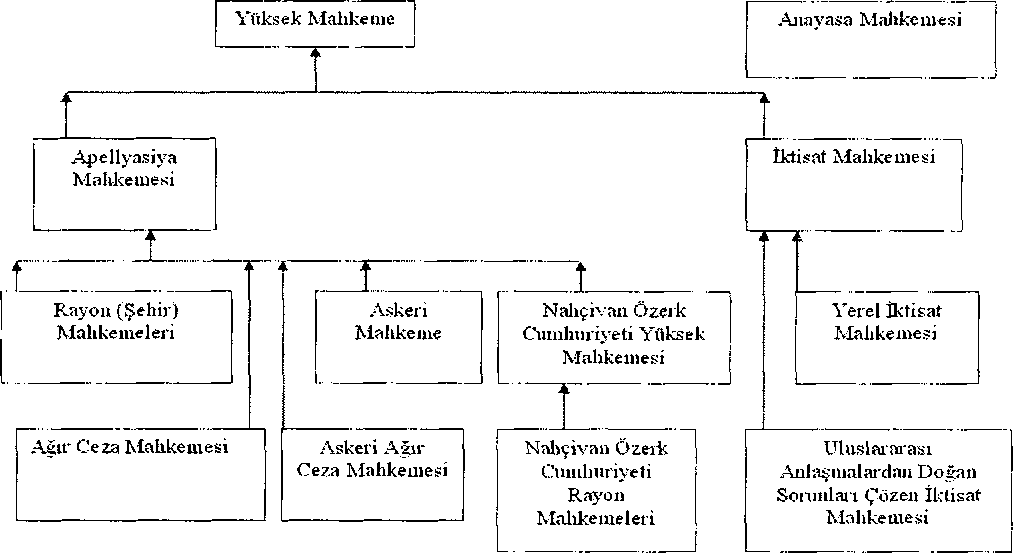 Yüksek Mahkeme
Anayasa Mahkemesi
Apellyasiya
Mahkemesi
İktisat Mahkemesi
Rayon (Şehir)
Mahkemeleri
Askeri
Mahkeme
Nahçivan Özerk
Cumhuriyeti Yüksek
Mahkemesi
Yerel İktisat
Mahkemesi
Ağır Ceza Mahkemesi
Askeri Ağır
Ceza Mahkemesi
Nahçivan Özerk
Cumhuriyeti
Rayon
Mahkemeleri
Uluslararası
Anlaşmalardan Doğan
Sorunları Çözen İktisat
Mahkemesi